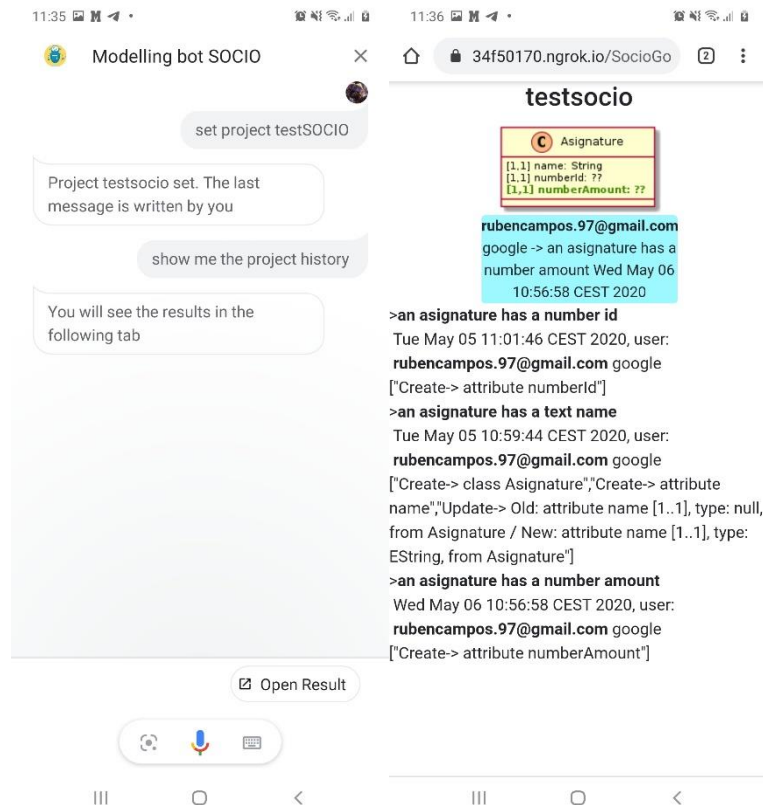 11:35
Modelling bot SOCIO
set project testSOCIO
Project testsocio set. The last
message is written by you
show me the project history
You will see the results in the
following tab
Open Result
11:36
34f50170.ngrok.io/SocioGo
2
testsocio
C Asignature
[1,1] name: String
[1,1] numberId: ??
[1,1] numberAmount: ??
rubencampos.97@gmail.com
google -> an asignature has a
number amount Wed May 06
10:56:58 CEST 2020
>an asignature has a number id
Tue May 05 11:01:46 CEST 2020, user:
rubencampos.97@gmail.com google
["Create-> attribute numberId"]
>an asignature has a text name
Tue May 05 10:59:44 CEST 2020, user:
rubencampos.97@gmail.com google
["Create-> class Asignature","Create-> attribute
name","Update-> Old: attribute name [1..1], type: null,
from Asignature / New: attribute name [1..1], type:
EString, from Asignature"]
>an asignature has a number amount
Wed May 06 10:56:58 CEST 2020, user:
rubencampos.97@gmail.com google
["Create-> attribute numberAmount"]